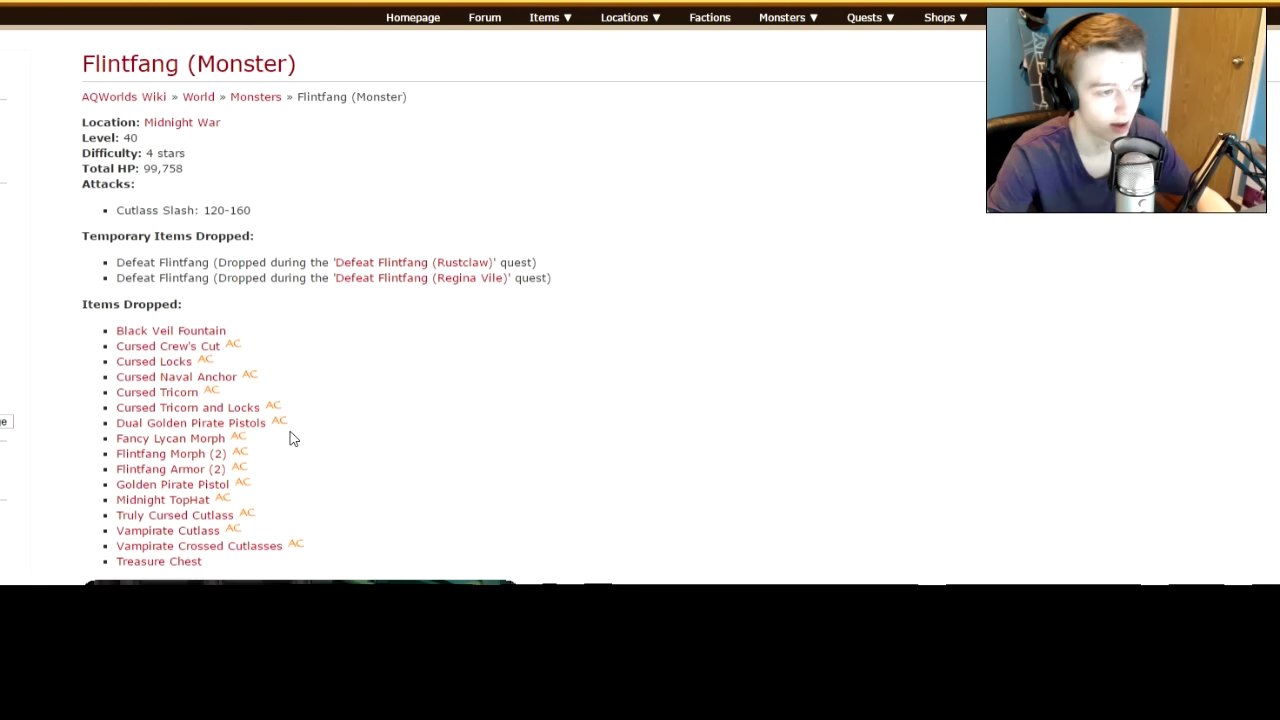 Homepage Forum Items ▼ Locations ▼ Factions Monsters ▼ Quests ▼ Shops ▼
Flintfang (Monster)
AQWorlds Wiki » World » Monsters » Flintfang (Monster)
Location: Midnight War
Level: 40
Difficulty: 4 stars
Total HP: 99,758
Attacks:
Cutlass Slash: 120-160
Temporary Items Dropped:
Defeat Flintfang (Dropped during the 'Defeat Flintfang (Rustclaw)' quest)
Defeat Flintfang (Dropped during the 'Defeat Flintfang (Regina Vile)' quest)
Items Dropped:
Black Veil Fountain
Cursed Crew's Cut AC
Cursed Locks AC
Cursed Naval Anchor AC
Cursed Tricorn AC
Cursed Tricorn and Locks AC
Dual Golden Pirate Pistols AC
Fancy Lycan Morph AC
Flintfang Morph (2) AC
Flintfang Armor (2) AC
Golden Pirate Pistol AC
Midnight TopHat AC
Truly Cursed Cutlass AC
Vampirate Cutlass AC
Vampirate Crossed Cutlasses AC
Treasure Chest